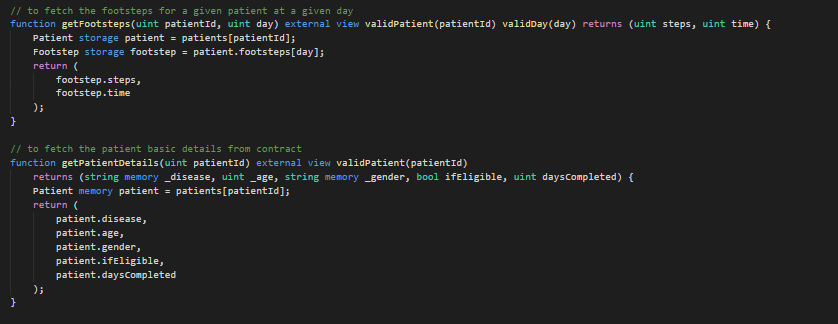 // to fetch the footsteps for a given patient at a given day
function getFootsteps(uint patientId, uint day) external view validPatient(patientId) validDay(day) returns (uint steps, uint time) {
    Patient storage patient = patients[patientId];
    Footstep storage footstep = patient.footsteps[day];
    return (
        footstep.steps,
        footstep.time
    );
}

// to fetch the patient basic details from contract
function getPatientDetails(uint patientId) external view validPatient(patientId)
    returns (string memory _disease, uint _age, string memory _gender, bool ifEligible, uint daysCompleted) {
    Patient memory patient = patients[patientId];
    return (
        patient.disease,
        patient.age,
        patient.gender,
        patient.ifEligible,
        patient.daysCompleted
    );
}